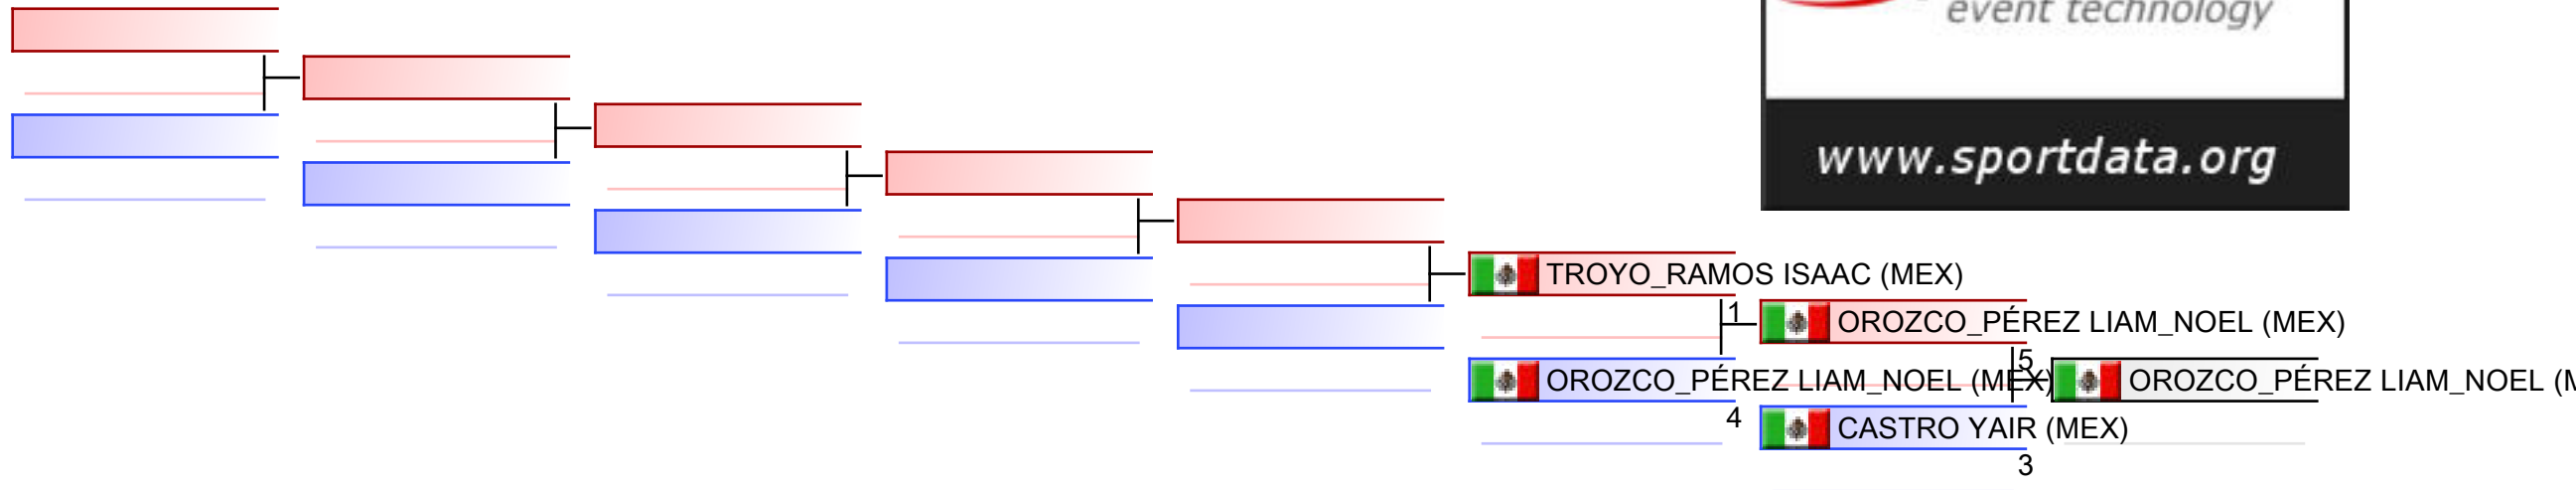 event technology
www.sportdata.org
TROYO_RAMOS ISAAC (MEX)
1
OROZCO_PÉREZ LIAM_NOEL (MEX)
5
OROZCO_PÉREZ LIAM_NOEL (MEX)
OROZCO_PÉREZ LIAM_NOEL (M
4
CASTRO YAIR (MEX)
3